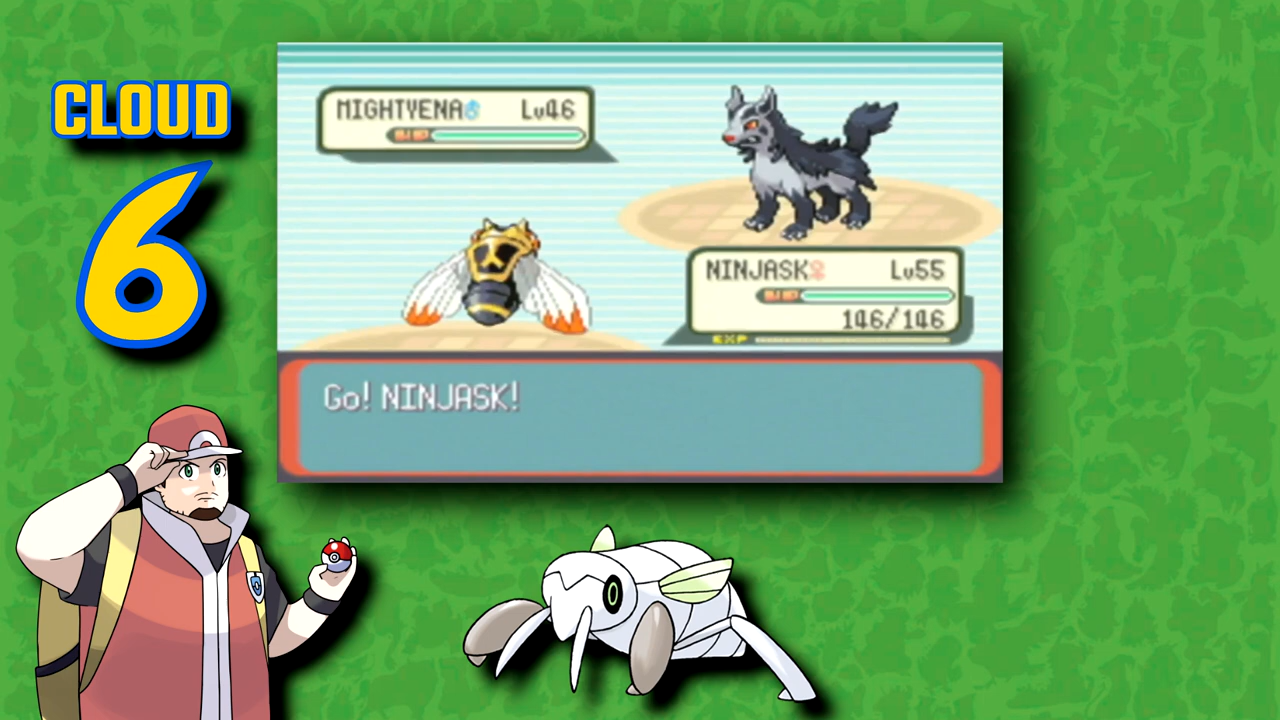 CLOUD
6
MIGHTYENA♂ Lv46
HP
NINJASK♀ Lv55
HP
146/146
EXP
Go! NINJASK!